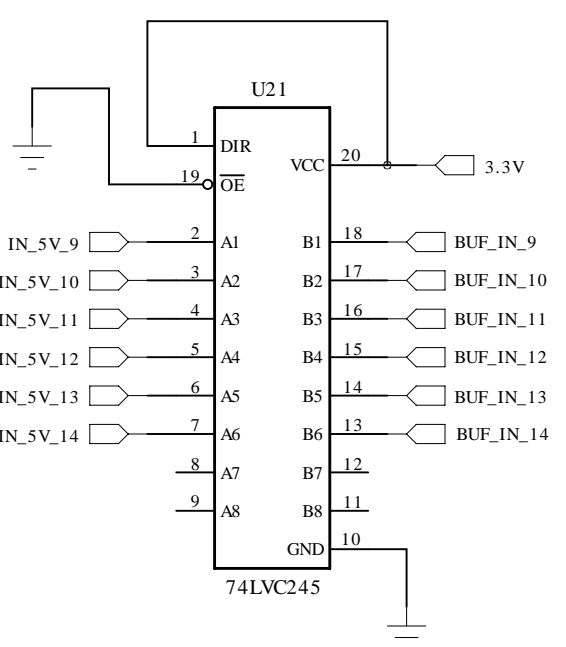 U21
1 DIR
VCC 20 3.3V
19 OE
IN_5V_9 2 A1 B1 18 BUF_IN_9
IN_5V_10 3 A2 B2 17 BUF_IN_10
IN_5V_11 4 A3 B3 16 BUF_IN_11
IN_5V_12 5 A4 B4 15 BUF_IN_12
IN_5V_13 6 A5 B5 14 BUF_IN_13
IN_5V_14 7 A6 B6 13 BUF_IN_14
8 A7 B7 12
9 A8 B8 11
GND 10
74LVC245